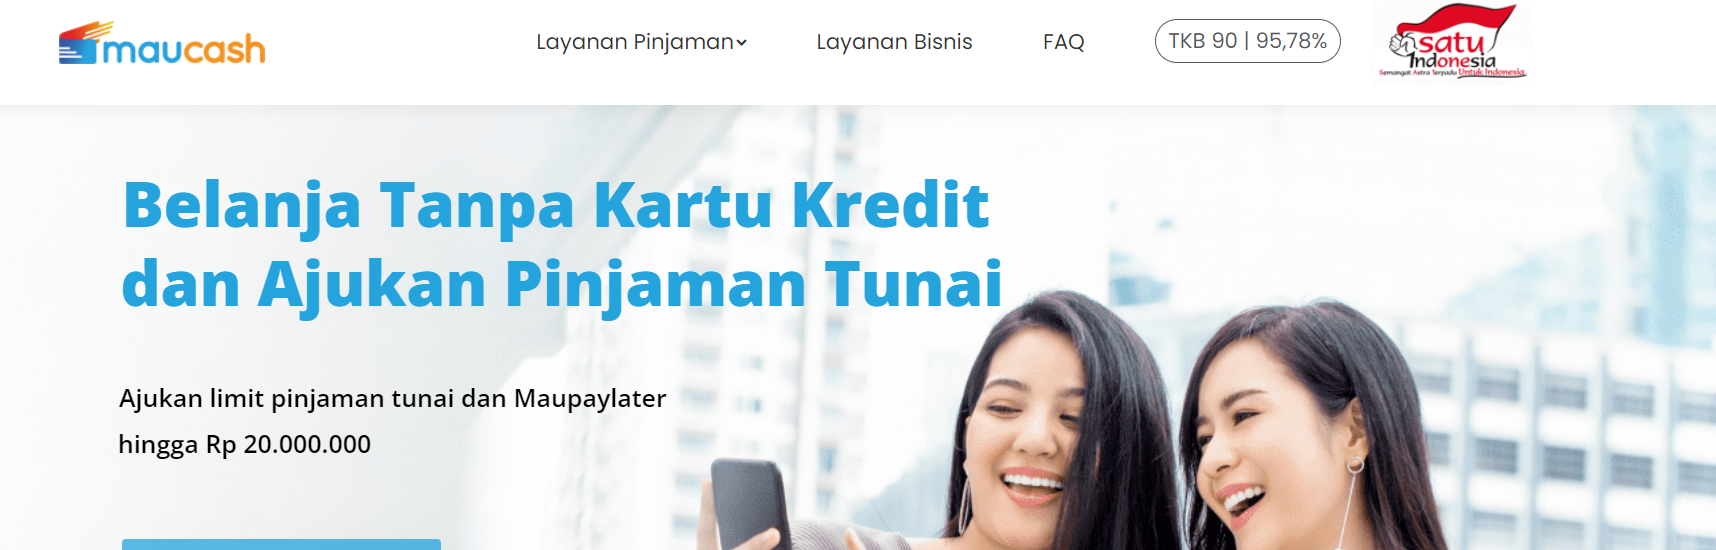 maucash
Layanan Pinjaman
Layanan Bisnis
FAQ
TKB 90 | 95,78%
satu
Indonesia
Semangat Astra Terpadu Untuk Indonesia
Belanja Tanpa Kartu Kredit
dan Ajukan Pinjaman Tunai
Ajukan limit pinjaman tunai dan Maupaylater
hingga Rp 20.000.000